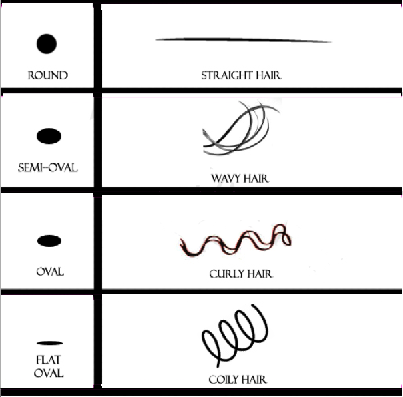 ROUND
STRAIGHT HAIR
SEMI-OVAL
WAVY HAIR
OVAL
CURLY HAIR
FLAT
OVAL
COILY HAIR